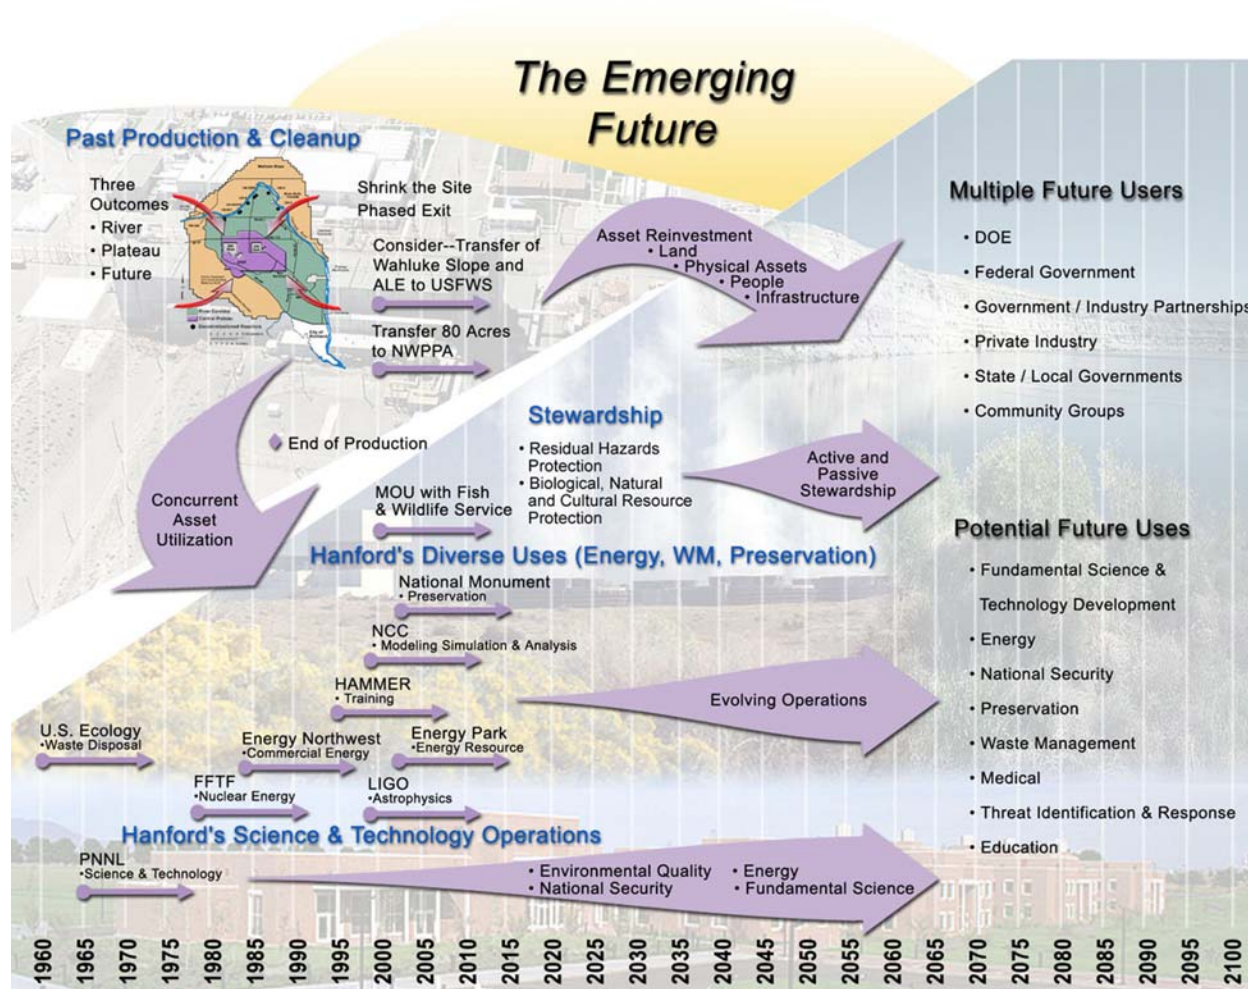 The Emerging
Future
Past Production & Cleanup
Three
Outcomes
• River
• Plateau
• Future
Shrink the Site
Phased Exit
Consider--Transfer of
Wahluke Slope and
ALE to USFWS
Transfer 80 Acres
to NWPPA
Asset Reinvestment
• Land
• Physical Assets
• People
• Infrastructure
Multiple Future Users
• DOE
• Federal Government
• Government / Industry Partnerships
• Private Industry
• State / Local Governments
• Community Groups
End of Production
Concurrent
Asset
Utilization
Stewardship
• Residual Hazards
Protection
• Biological, Natural
and Cultural Resource
Protection
Active and
Passive
Stewardship
MOU with Fish
& Wildlife Service
Hanford's Diverse Uses (Energy, WM, Preservation)
National Monument
• Preservation
NCC
• Modeling Simulation & Analysis
HAMMER
• Training
U.S. Ecology
•Waste Disposal
Energy Northwest
•Commercial Energy
Energy Park
•Energy Resource
FFTF
•Nuclear Energy
LIGO
•Astrophysics
Evolving Operations
Potential Future Uses
• Fundamental Science &
Technology Development
• Energy
• National Security
• Preservation
• Waste Management
• Medical
• Threat Identification & Response
• Education
Hanford's Science & Technology Operations
PNNL
•Science & Technology
• Environmental Quality
• National Security
• Energy
• Fundamental Science
1960
1965
1970
1975
1980
1985
1990
1995
2000
2005
2010
2015
2020
2025
2030
2035
2040
2045
2050
2055
2060
2065
2070
2075
2080
2085
2090
2095
2100